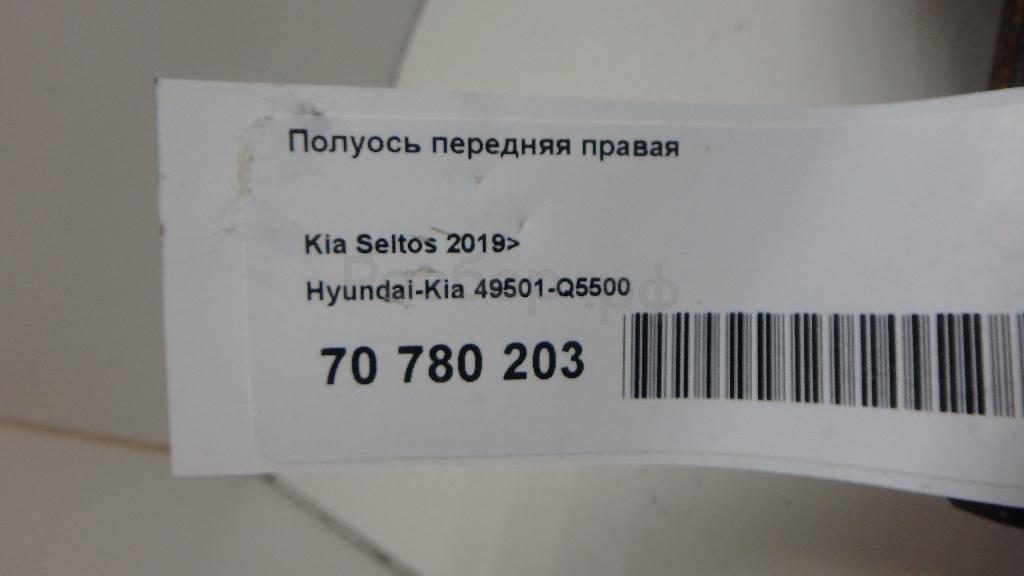 Полуось передняя правая
Kia Seltos 2019>
Hyundai-Kia 49501-Q5500
70 780 203